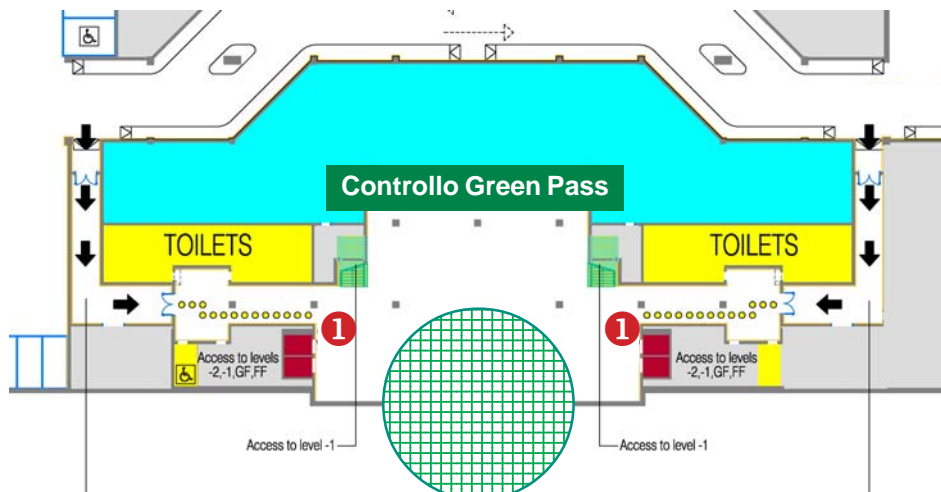 Controllo Green Pass
TOILETS
TOILETS
1
1
Access to levels
-2,-1,GF,FF
Access to levels
-2,-1,GF,FF
Access to level -1
Access to level -1